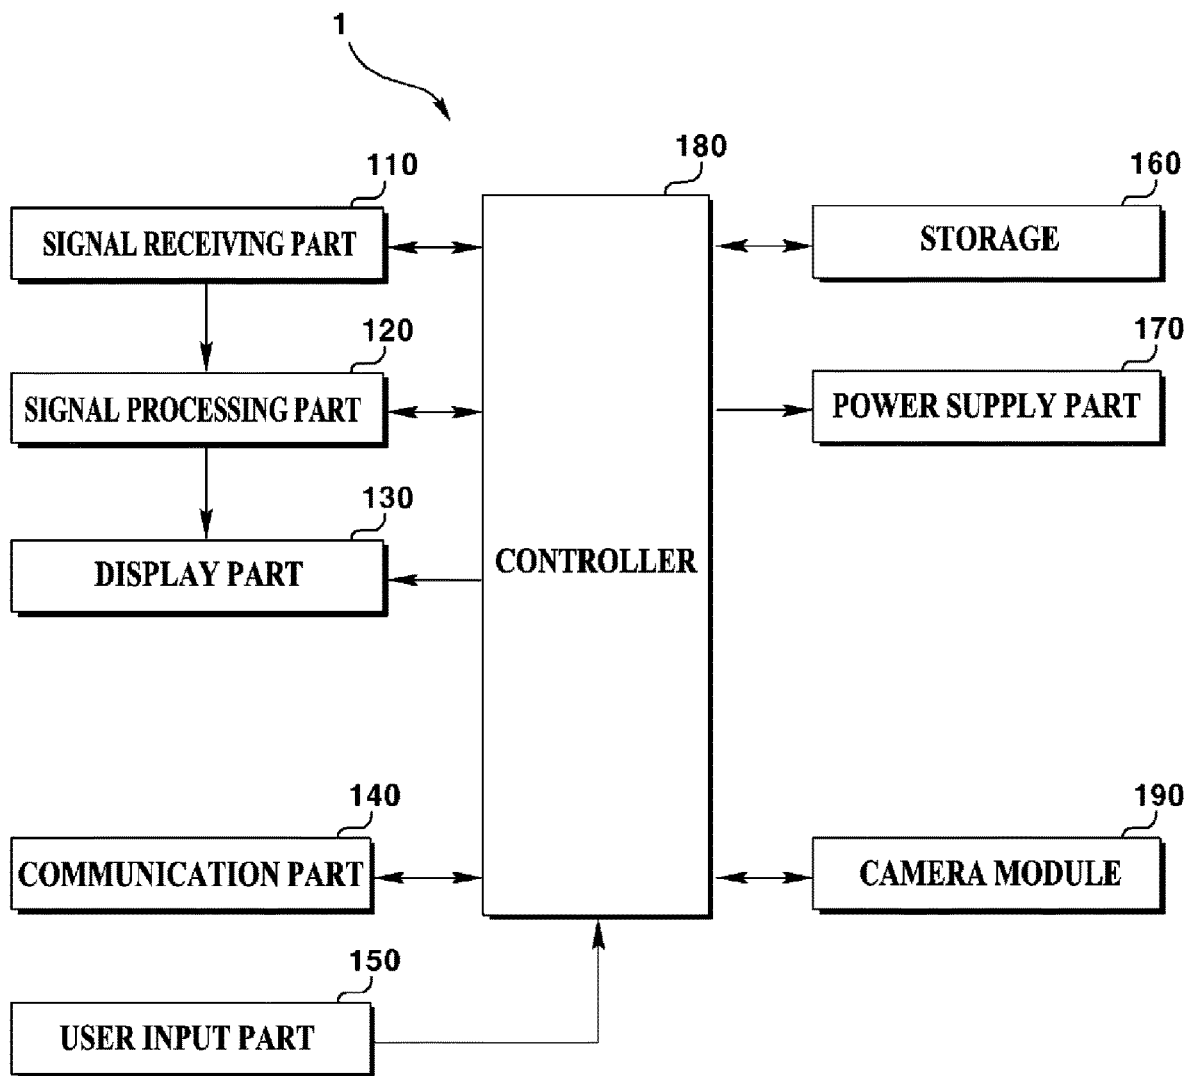 1
110
SIGNAL RECEIVING PART
120
SIGNAL PROCESSING PART
130
DISPLAY PART
140
COMMUNICATION PART
150
USER INPUT PART
180
CONTROLLER
160
STORAGE
170
POWER SUPPLY PART
190
CAMERA MODULE